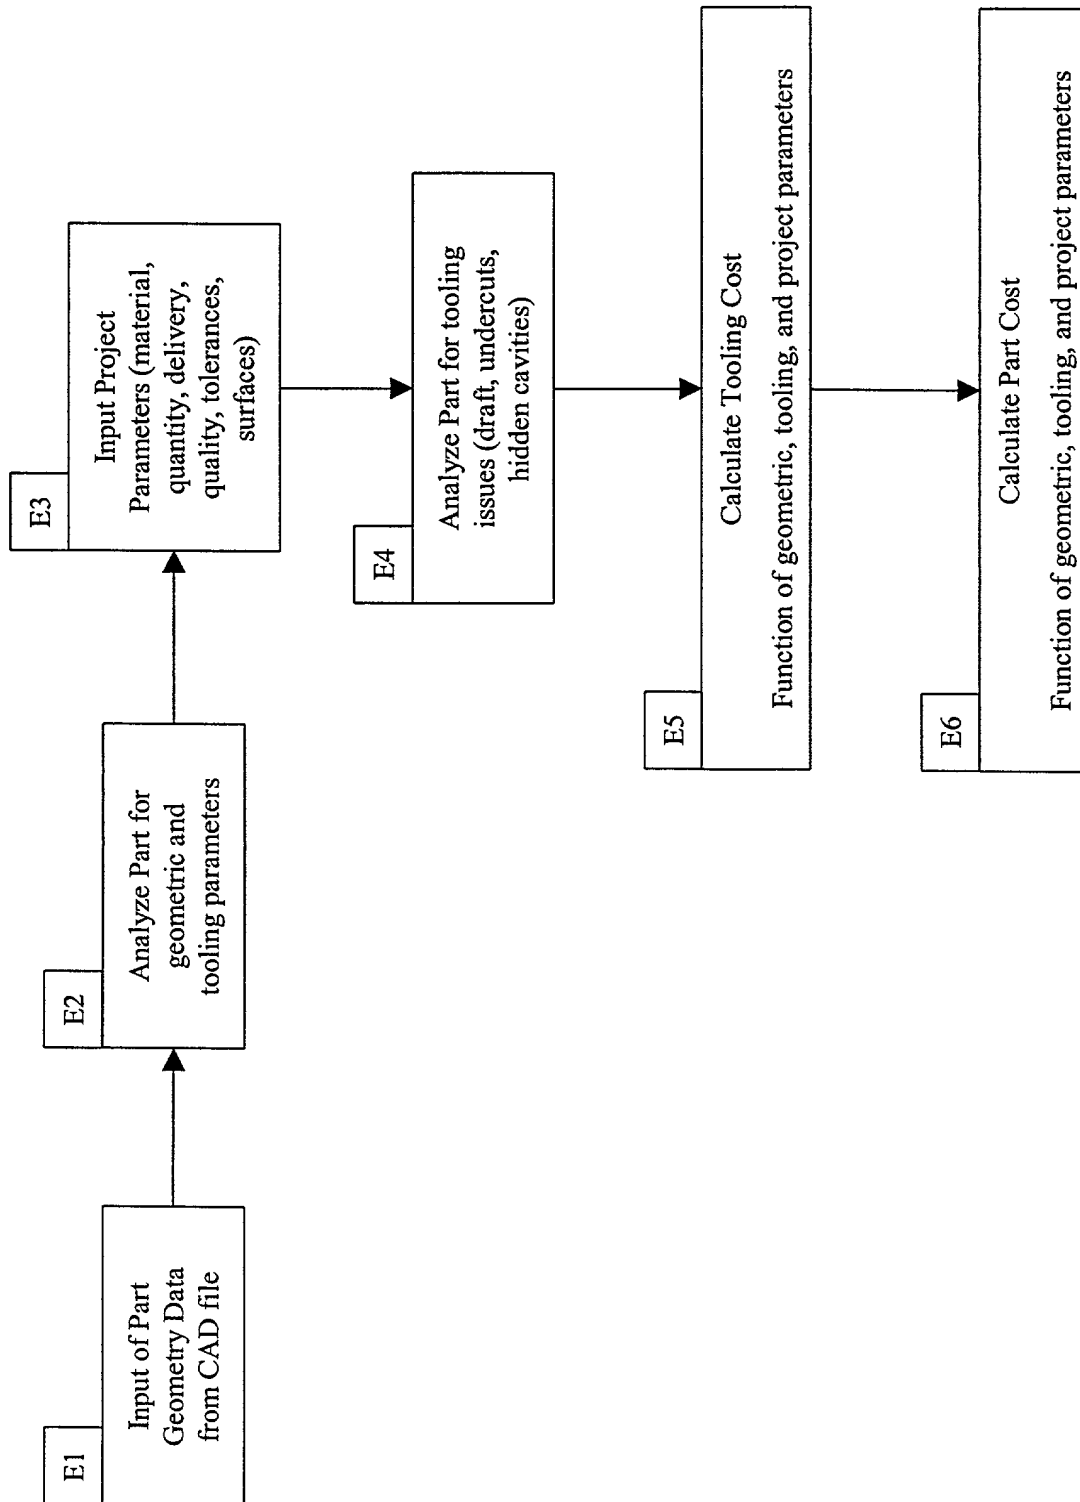 E1
Input of Part
Geometry Data
from CAD file
E2
Analyze Part for
geometric and
tooling parameters
E3
Input Project
Parameters (material,
quantity, delivery,
quality, tolerances,
surfaces)
E4
Analyze Part for tooling
issues (draft, undercuts,
hidden cavities)
E5
Calculate Tooling Cost
Function of geometric, tooling, and project parameters
E6
Calculate Part Cost
Function of geometric, tooling, and project parameters